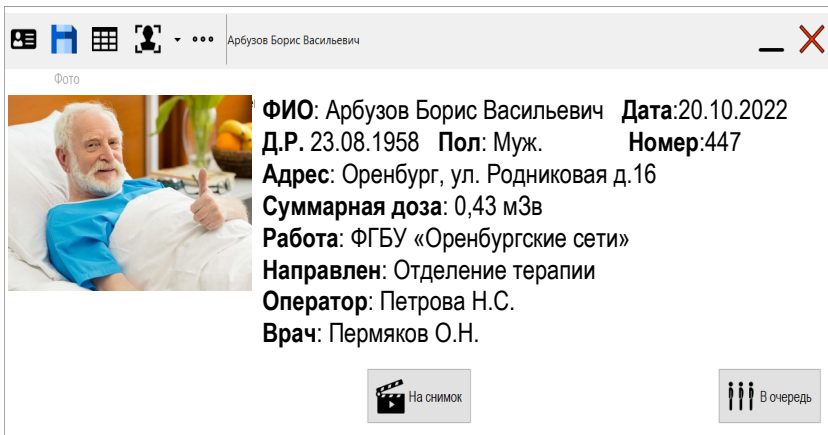 Арбузов Борис Васильевич
Фото
ФИО: Арбузов Борис Васильевич Дата:20.10.2022
Д.Р. 23.08.1958 Пол: Муж. Номер:447
Адрес: Оренбург, ул. Родниковая д.16
Суммарная доза: 0,43 мЗв
Работа: ФГБУ «Оренбургские сети»
Направлен: Отделение терапии
Оператор: Петрова Н.С.
Врач: Пермяков О.Н.
На снимок
В очередь